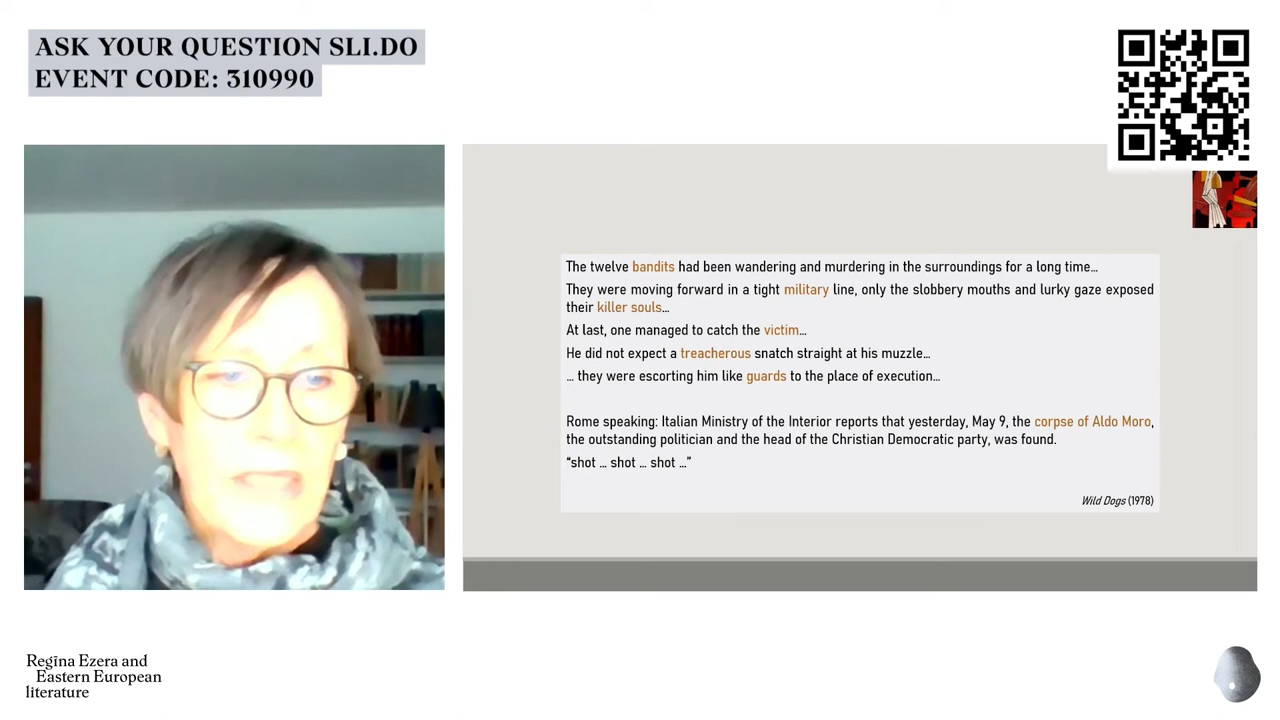 ASK YOUR QUESTION SLI.DO
EVENT CODE: 310990
The twelve bandits had been wandering and murdering in the surroundings for a long time…
They were moving forward in a tight military line, only the slobbery mouths and lurky gaze exposed
their killer souls…
At last, one managed to catch the victim…
He did not expect a treacherous snatch straight at his muzzle…
… they were escorting him like guards to the place of execution…
Rome speaking: Italian Ministry of the Interior reports that yesterday, May 9, the corpse of Aldo Moro,
the outstanding politician and the head of the Christian Democratic party, was found.
“shot … shot … shot …”
Wild Dogs (1978)
Regīna Ezera and
Eastern European
literature